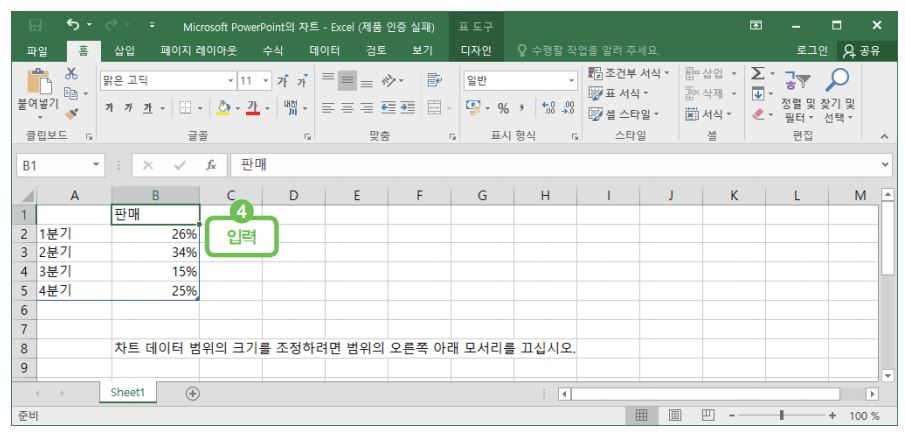 Microsoft PowerPoint의 차트 - Excel (제품 인증 실패) 표 도구
파일 홈 삽입 페이지 레이아웃 수식 데이터 검토 보기 디자인 수행할 작업을 알려 주세요. 로그인 공유
붙여넣기 맑은 고딕 11 가 가 일반 조건부 서식 삽입
가 가 가 가 내천 % 표 서식 삭제 정렬 및 필터 찾기 및 선택
셀 스타일 서식
클립보드 글꼴 맞춤 표시 형식 스타일 셀 편집
B1 fx 판매
A B C D E F G H I J K L M
1 판매
4
입력
2 1분기 26%
3 2분기 34%
4 3분기 15%
5 4분기 25%
6
7
8 차트 데이터 범위의 크기를 조정하려면 범위의 오른쪽 아래 모서리를 끄십시오.
9
Sheet1
준비 100 %